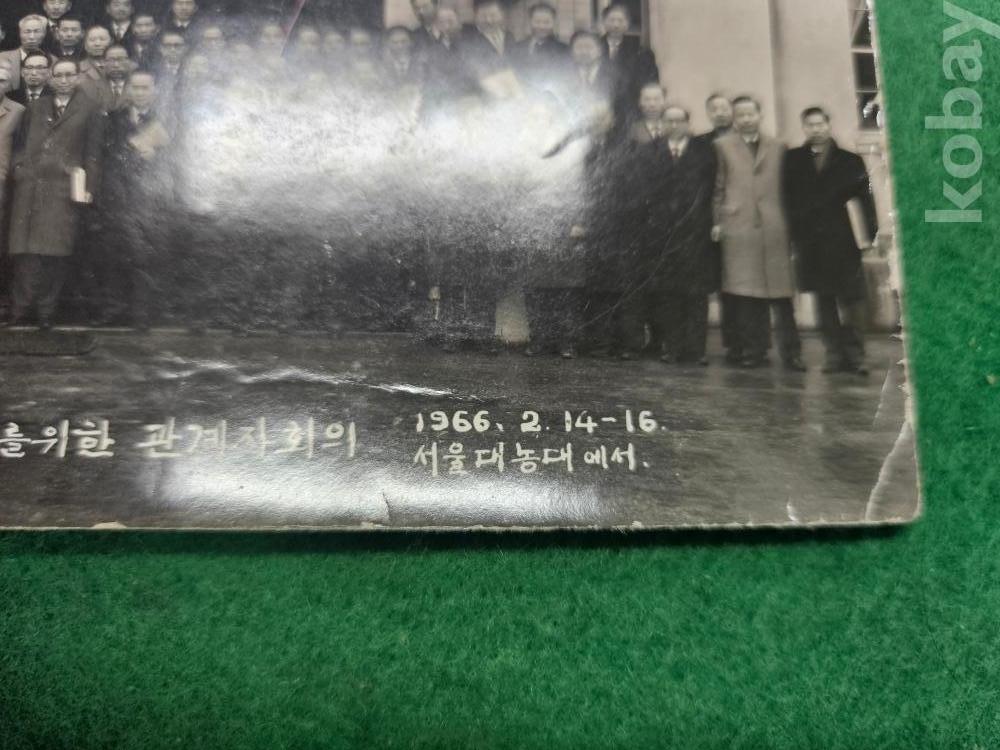 를위한 관계자회의
1966. 2. 14-16.
서울대농대에서.
kobay